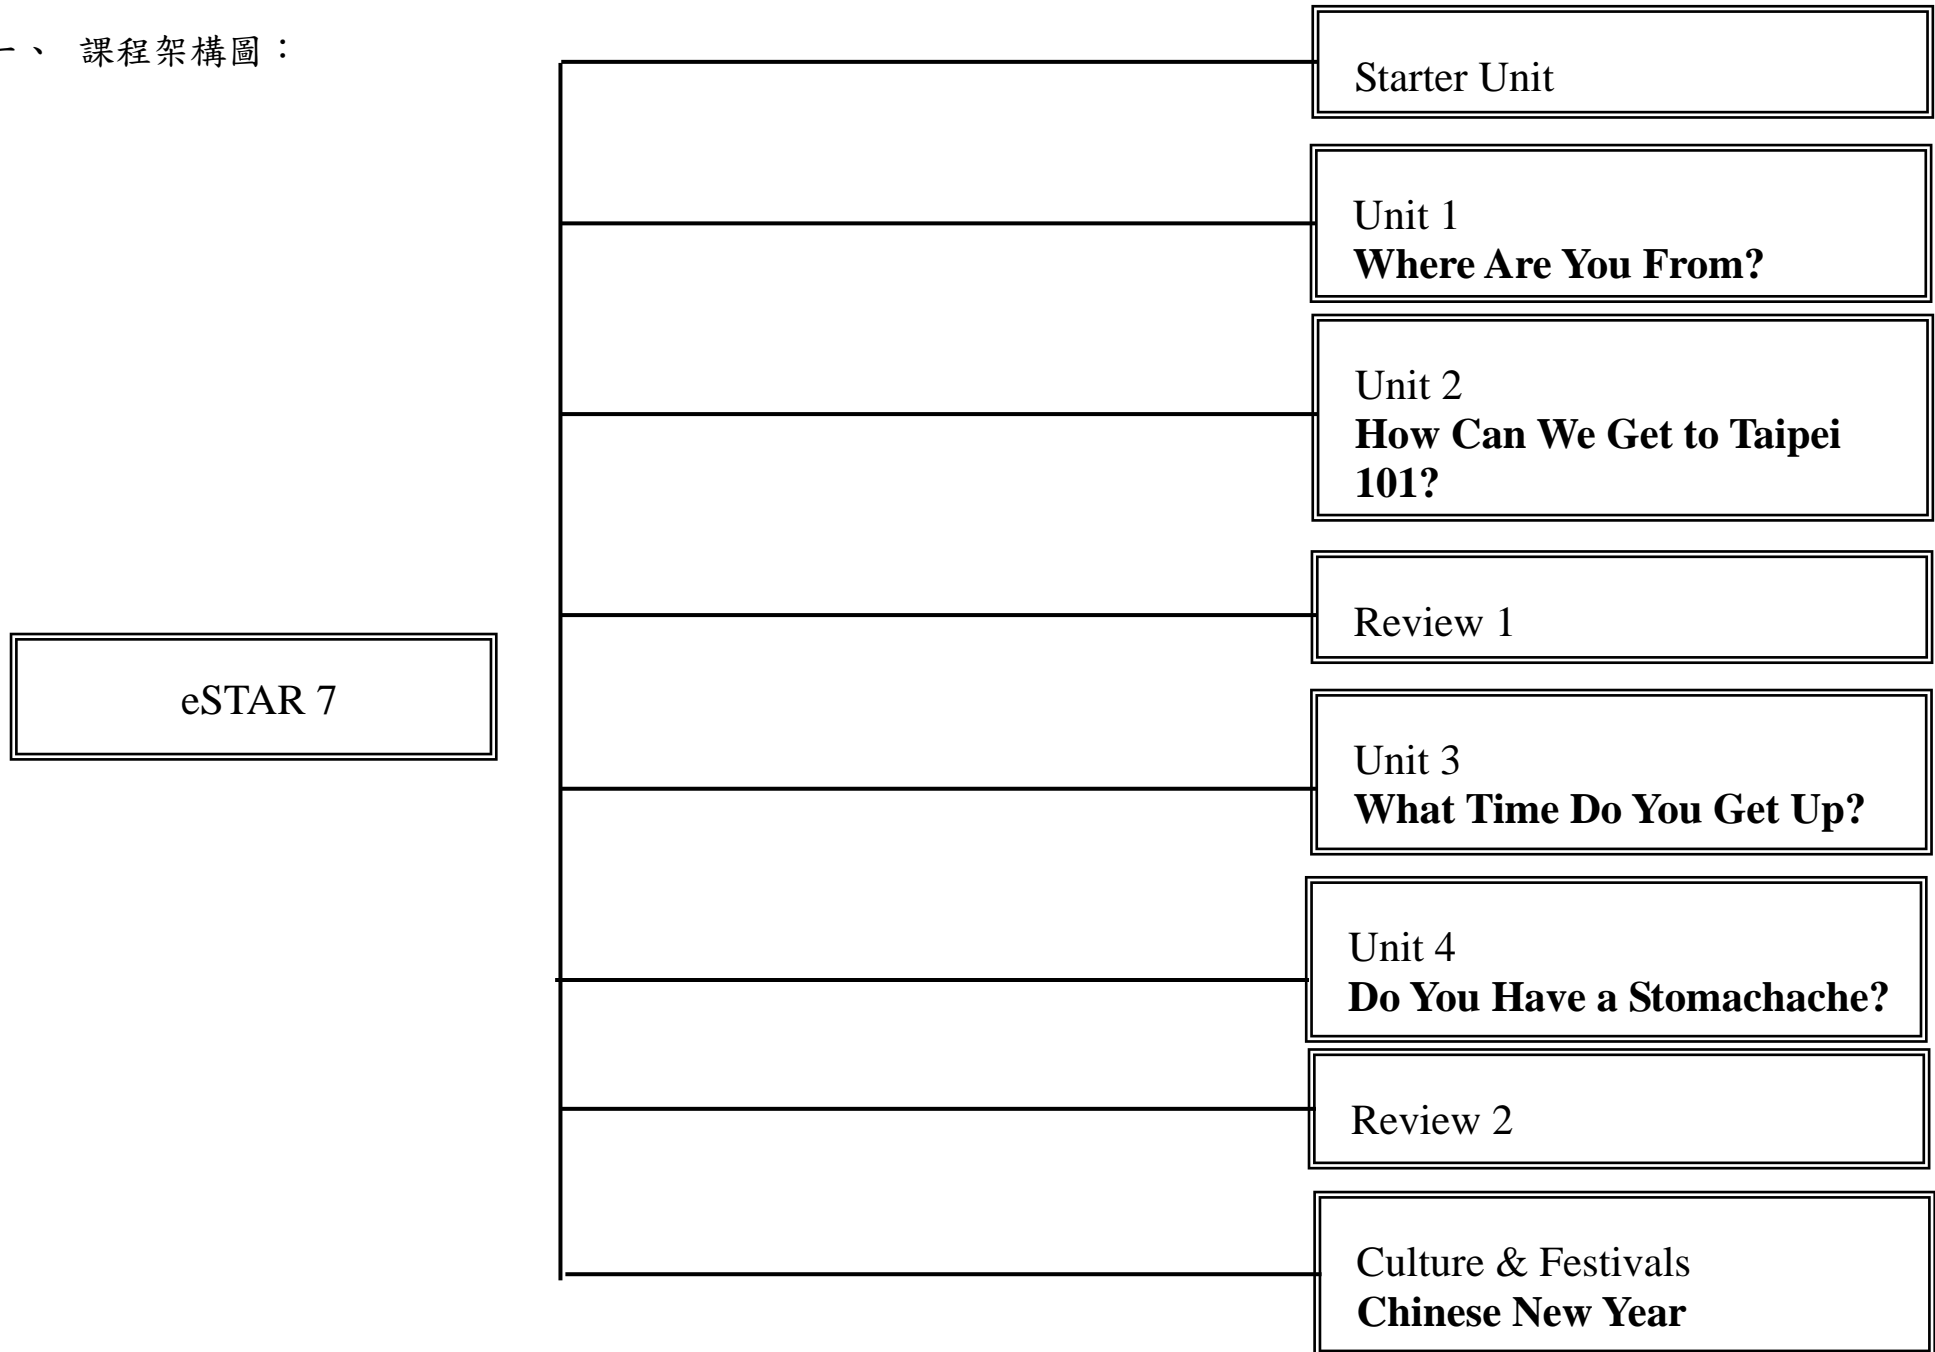 一、 課程架構圖：
Starter Unit
Unit 1
Where Are You From?
Unit 2
How Can We Get to Taipei
101?
Review 1
eSTAR 7
Unit 3
What Time Do You Get Up?
Unit 4
Do You Have a Stomachache?
Review 2
Culture & Festivals
Chinese New Year